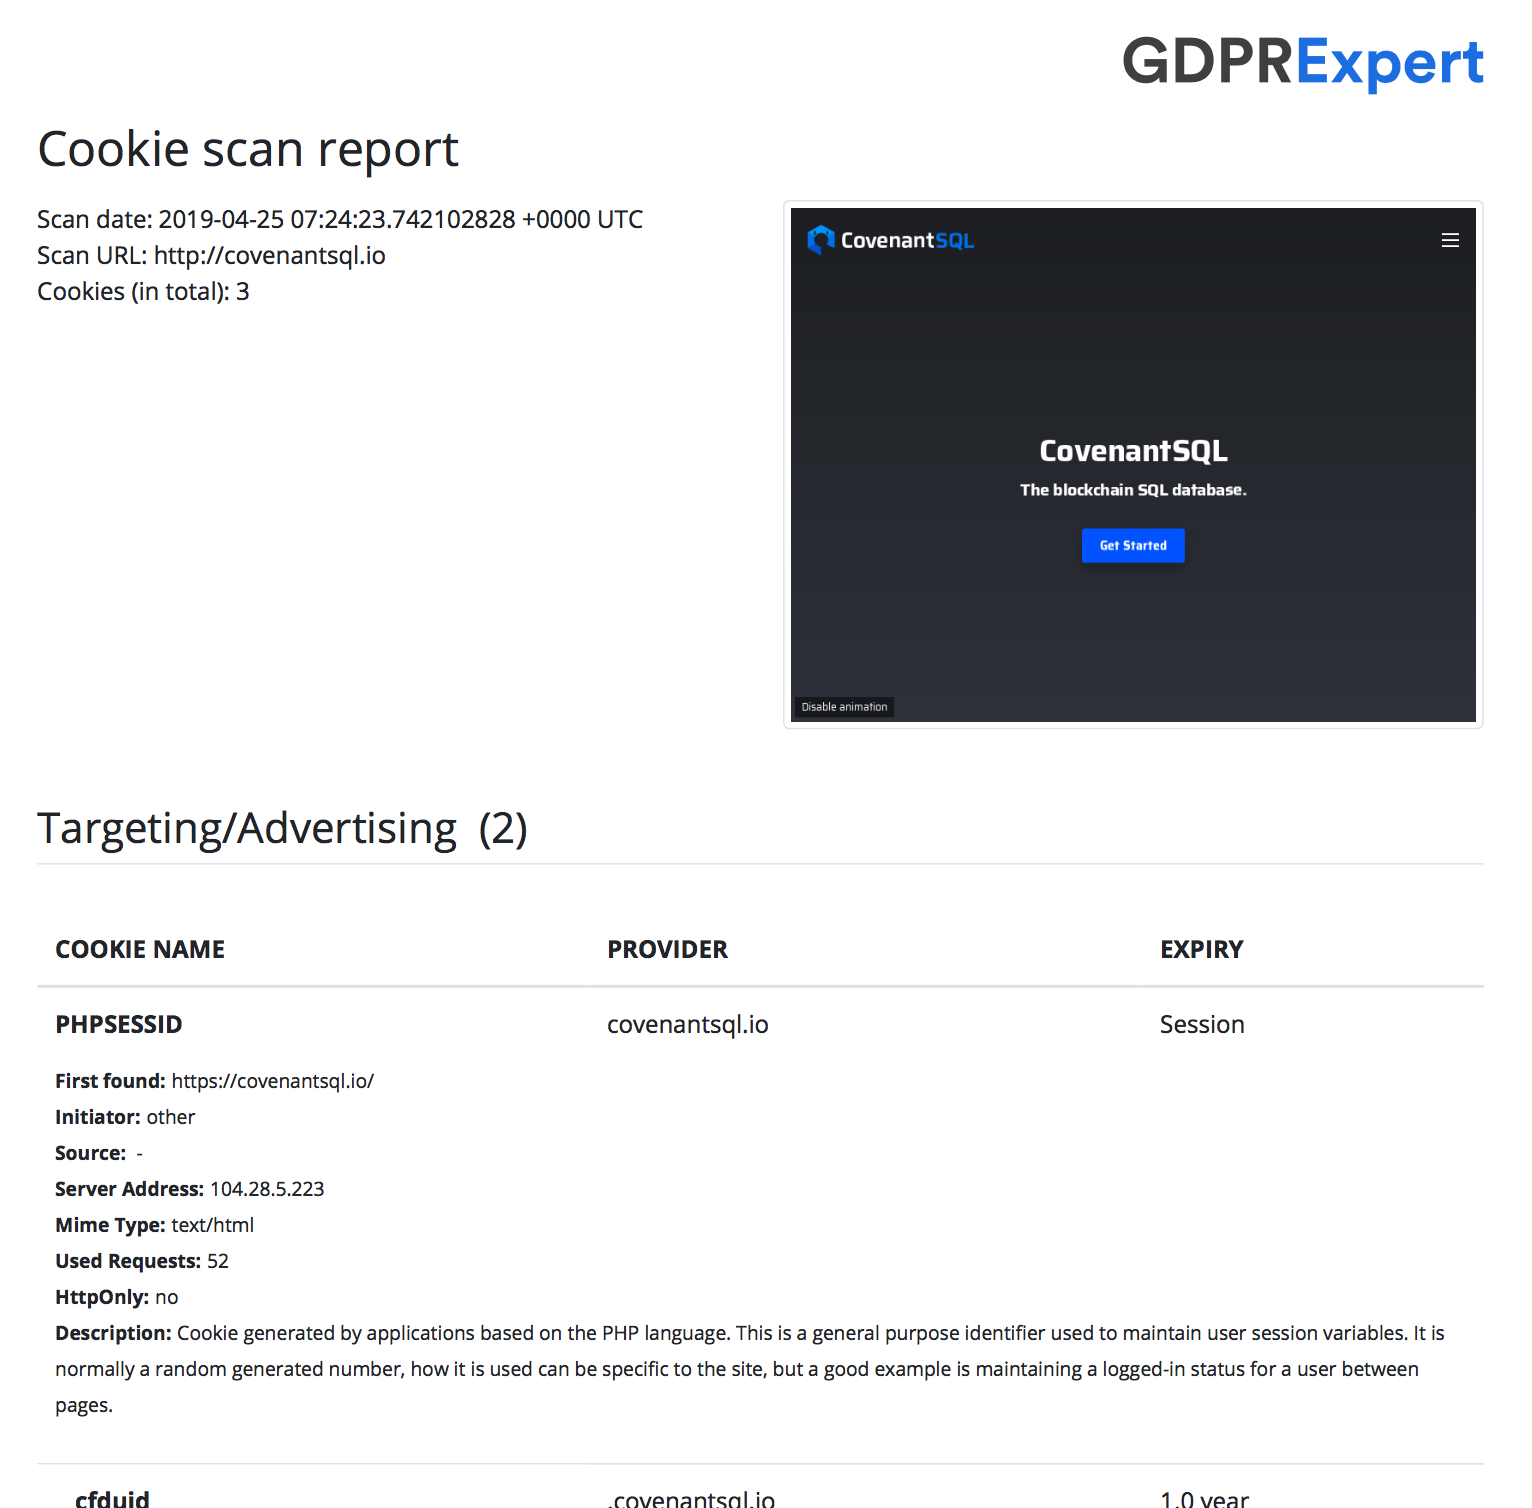 GDPRExpert
Cookie scan report
Scan date: 2019-04-25 07:24:23.742102828 +0000 UTC
Scan URL: http://covenantsql.io
Cookies (in total): 3
CovenantSQL
CovenantSQL
The blockchain SQL database.
Get Started
Disable animation
Targeting/Advertising (2)
COOKIE NAME PROVIDER EXPIRY
PHPSESSID covenantsql.io Session
First found: https://covenantsql.io/
Initiator: other
Source: -
Server Address: 104.28.5.223
Mime Type: text/html
Used Requests: 52
HttpOnly: no
Description: Cookie generated by applications based on the PHP language. This is a general purpose identifier used to maintain user session variables. It is
normally a random generated number, how it is used can be specific to the site, but a good example is maintaining a logged-in status for a user between
pages.
cfduid .covenantsql.io 1.0 year